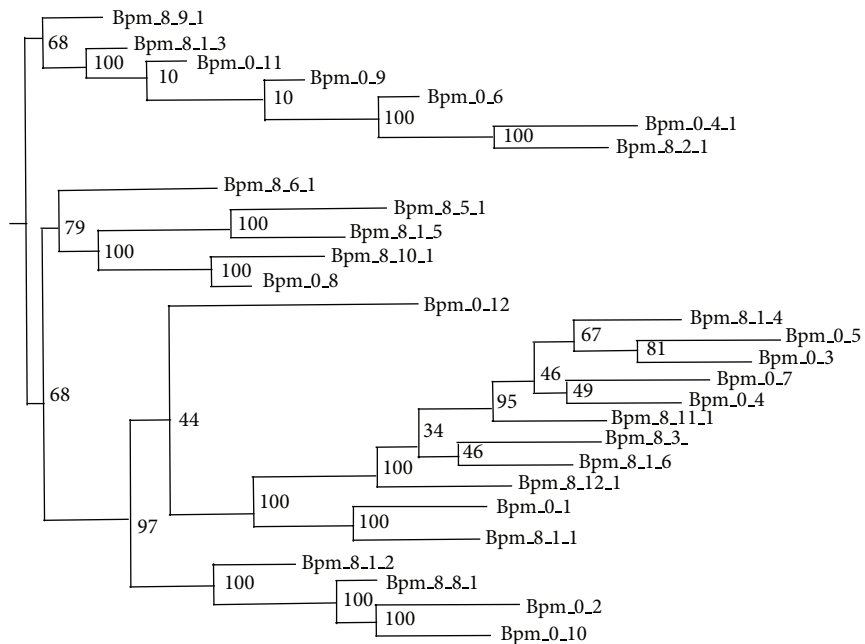 Bpm_8_9_1
68
Bpm_8_1_3
100
Bpm_0_11
10
Bpm_0_9
10
Bpm_0_6
100
Bpm_0_4_1
100
Bpm_8_2_1
Bpm_8_6_1
79
Bpm_8_5_1
100
Bpm_8_1_5
100
Bpm_8_10_1
100
Bpm_0_8
Bpm_0_12
Bpm_8_1_4
67
Bpm_0_5
81
Bpm_0_3
46
Bpm_0_7
49
Bpm_0_4
95
Bpm_8_11_1
68
44
34
Bpm_8_3_
46
Bpm_8_1_6
100
Bpm_8_12_1
100
Bpm_0_1
100
Bpm_8_1_1
97
Bpm_8_1_2
100
Bpm_8_8_1
100
Bpm_0_2
100
Bpm_0_10